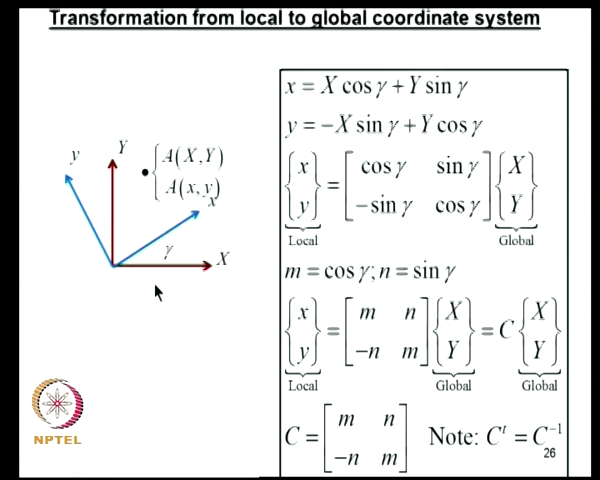 Transformation from local to global coordinate system
y
Y
A(X,Y)
A(x,y)
x
γ
X
x = X cos γ + Y sin γ
y = −X sin γ + Y cos γ
{x y} = [cos γ sin γ −sin γ cos γ] {X Y}
Local Global
m = cos γ; n = sin γ
{x y} = [m n −n m] {X Y} = C {X Y}
Local Global Global
C = [m n −n m] Note: C^t = C^−1
26
NPTEL